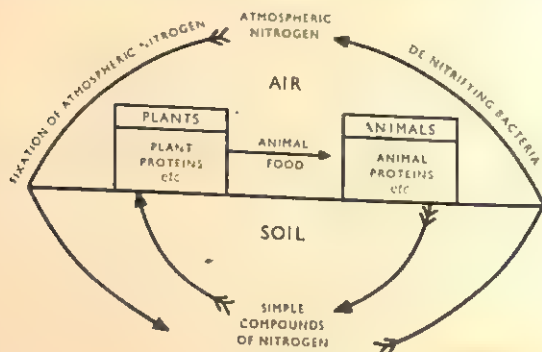 ATMOSPHERIC
NITROGEN
FIXATION OF ATMOSPHERIC NITROGEN
DE NITRIFYING BACTERIA
AIR
PLANTS
ANIMALS
PLANT
PROTEINS
etc
ANIMAL
FOOD
ANIMAL
PROTEINS
etc
SOIL
SIMPLE
COMPOUNDS
OF NITROGEN